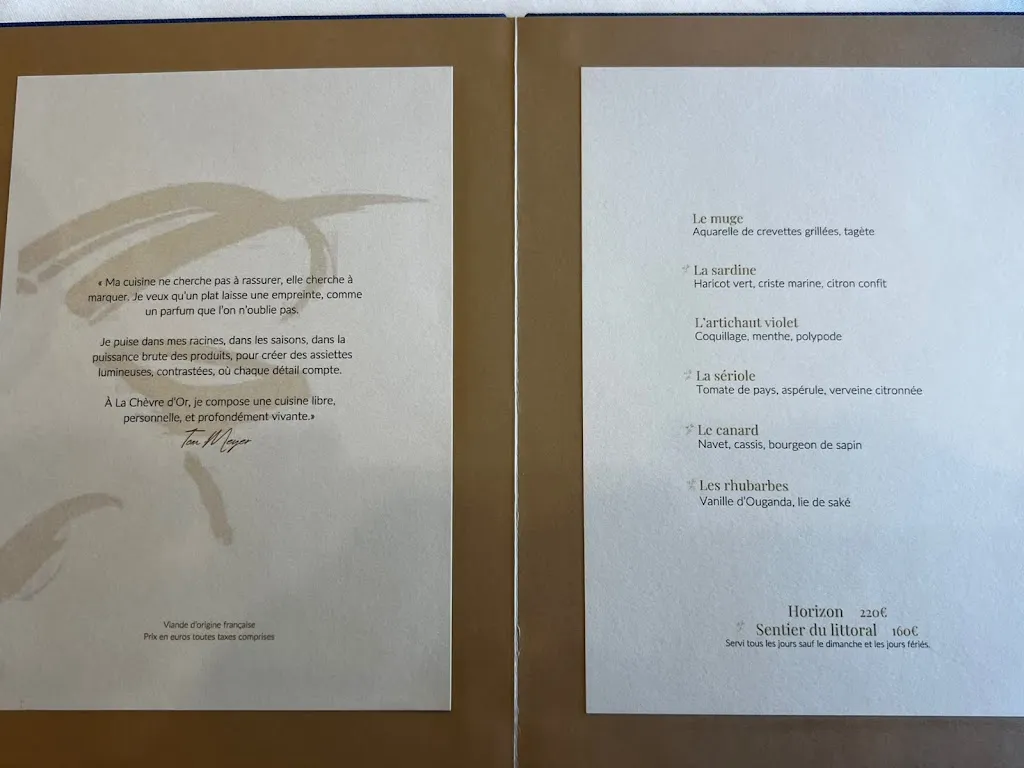 « Ma cuisine ne cherche pas à rassurer, elle cherche à
marquer. Je veux qu'un plat laisse une empreinte, comme
un parfum que l'on n'oublie pas.
Je puise dans mes racines, dans les saisons, dans la
puissance brute des produits, pour créer des assiettes
lumineuses, contrastées, où chaque détail compte.
À La Chèvre d'Or, je compose une cuisine libre,
personnelle, et profondément vivante.»
Tom Meyer
Viande d'origine française
Prix en euros toutes taxes comprises
Le muge
Aquarelle de crevettes grillées, tagète
La sardine
Haricot vert, criste marine, citron confit
L'artichaut violet
Coquillage, menthe, polypode
La sériole
Tomate de pays, aspérule, verveine citronnée
Le canard
Navet, cassis, bourgeon de sapin
Les rhubarbes
Vanille d'Ouganda, lie de saké
Horizon 220€
Sentier du littoral 160€
Servi tous les jours sauf le dimanche et les jours fériés.